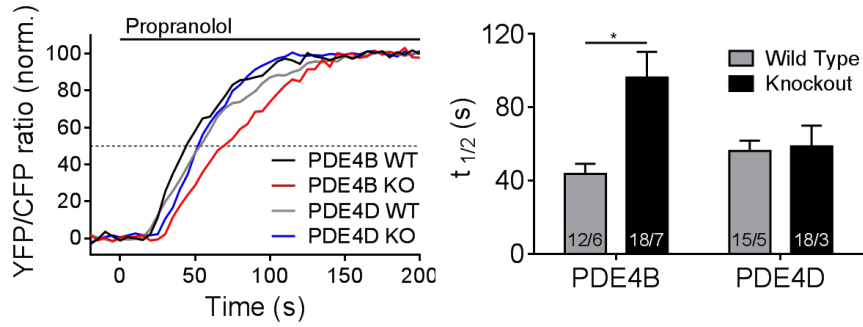 Propranolol
YFP/CFP ratio (norm.)
100
80
60
40
20
0
PDE4B WT
PDE4B KO
PDE4D WT
PDE4D KO
0 50 100 150 200
Time (s)
t1/2 (s)
120
80
40
0
*
Wild Type
Knockout
12/6 18/7 15/5 18/3
PDE4B PDE4D